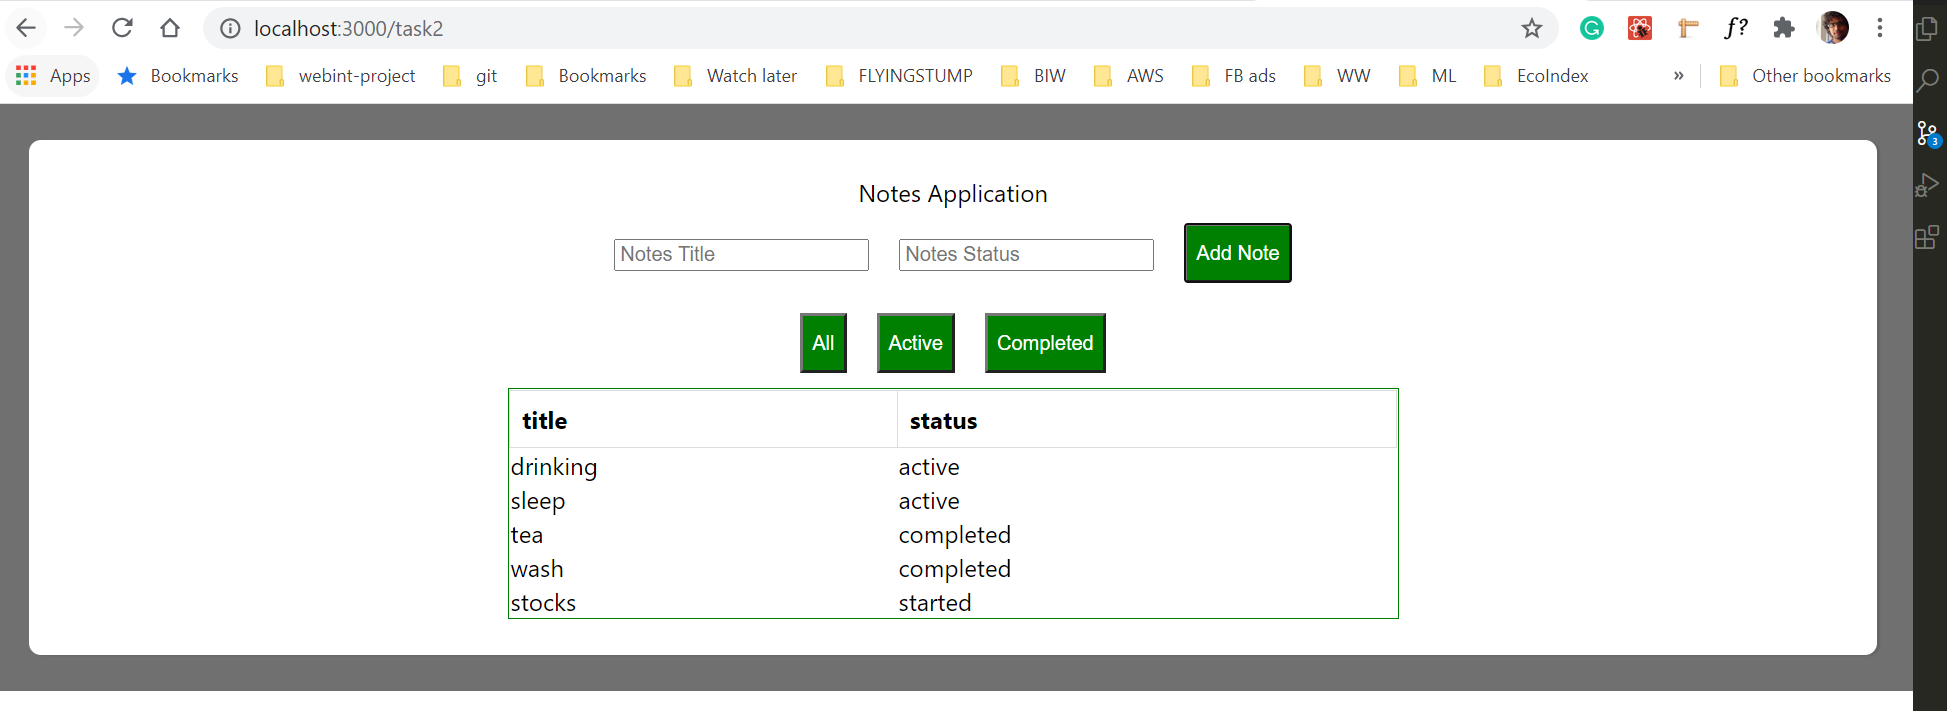 localhost:3000/task2
Apps Bookmarks webint-project git Bookmarks Watch later FLYINGSTUMP BIW AWS FB ads WW ML EcoIndex » Other bookmarks
f?
3
Notes Application
Notes Title Notes Status Add Note
All Active Completed
title status
drinking active
sleep active
tea completed
wash completed
stocks started